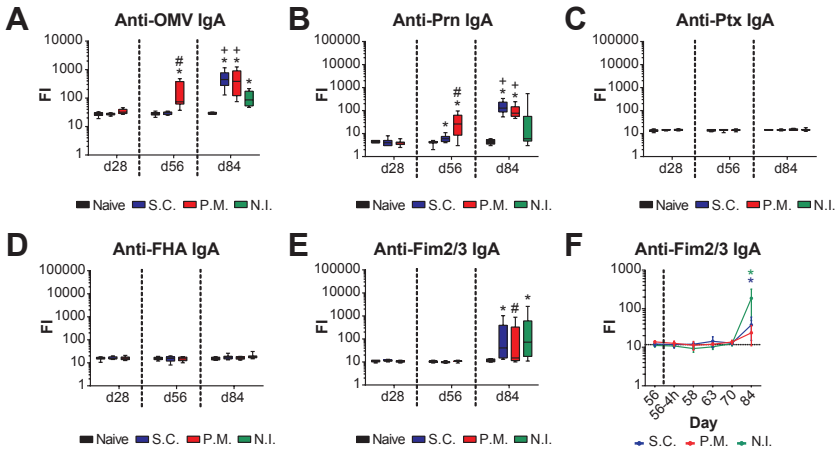 A
Anti-OMV IgA
FI
100000
10000
1000
100
10
1
#
*
+ +
* *
*
d28 d56 d84
Naive S.C. P.M. N.I.
B
Anti-Prn IgA
FI
100000
10000
1000
100
10
1
*
#
*
+ +
* *
d28 d56 d84
Naive S.C. P.M. N.I.
C
Anti-Ptx IgA
FI
100000
10000
1000
100
10
1
d28 d56 d84
Naive S.C. P.M. N.I.
D
Anti-FHA IgA
FI
100000
10000
1000
100
10
1
d28 d56 d84
Naive S.C. P.M. N.I.
E
Anti-Fim2/3 IgA
FI
100000
10000
1000
100
10
1
* # *
d28 d56 d84
Naive S.C. P.M. N.I.
F
Anti-Fim2/3 IgA
FI
1000
100
10
1
*
*
56 56-4h 58 63 70 84
Day
S.C. P.M. N.I.